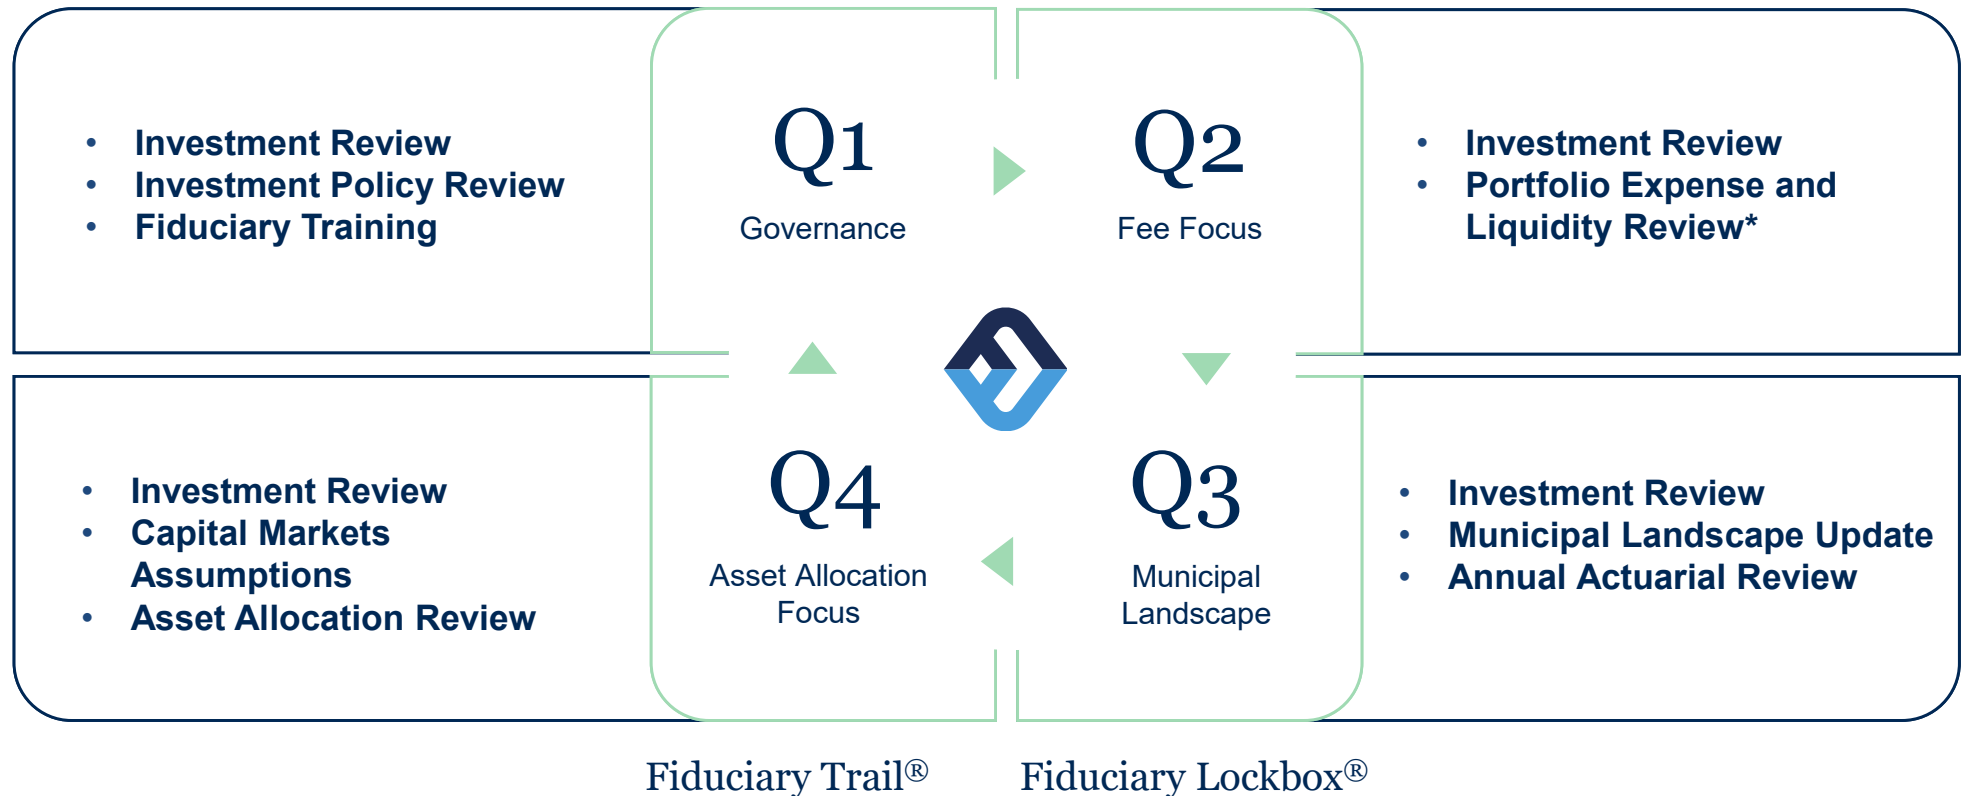 • Investment Review
• Investment Policy Review
• Fiduciary Training
Q1
Governance
Q2
Fee Focus
• Investment Review
• Portfolio Expense and
Liquidity Review*
• Investment Review
• Capital Markets
Assumptions
• Asset Allocation Review
Q4
Asset Allocation
Focus
Q3
Municipal
Landscape
• Investment Review
• Municipal Landscape Update
• Annual Actuarial Review
Fiduciary Trail®
Fiduciary Lockbox®